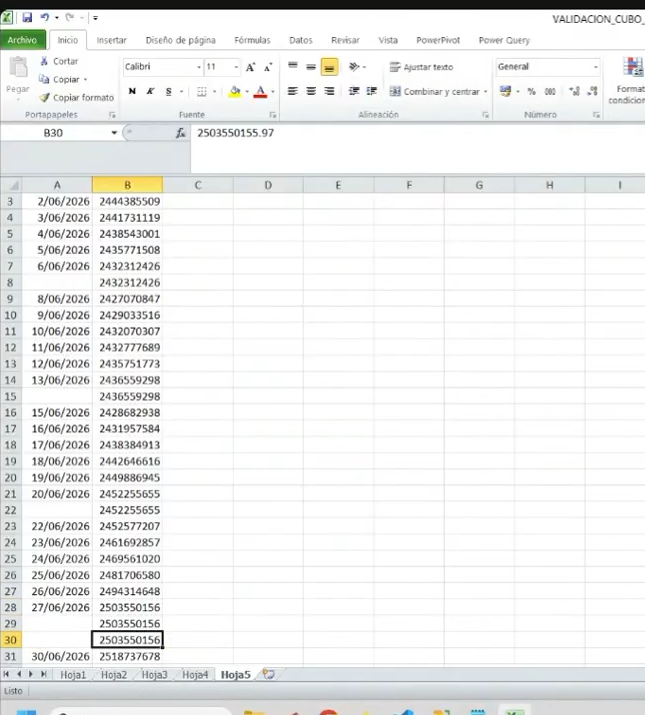 VALIDACION_CUBO_
Archivo Inicio Insertar Diseño de página Fórmulas Datos Revisar Vista PowerPivot Power Query
Pegar
Cortar
Copiar
Copiar formato
Portapapeles
Calibri 11 A A
N K S A
Fuente
Ajustar texto
Combinar y centrar
Alineación
General
% 000
Número
Format
condicion
B30 fx 2503550155.97
A B C D E F G H I
3 2/06/2026 2444385509
4 3/06/2026 2441731119
5 4/06/2026 2438543001
6 5/06/2026 2435771508
7 6/06/2026 2432312426
8 2432312426
9 8/06/2026 2427070847
10 9/06/2026 2429033516
11 10/06/2026 2432070307
12 11/06/2026 2432777689
13 12/06/2026 2435751773
14 13/06/2026 2436559298
15 2436559298
16 15/06/2026 2428682938
17 16/06/2026 2431957584
18 17/06/2026 2438384913
19 18/06/2026 2442646616
20 19/06/2026 2449886945
21 20/06/2026 2452255655
22 2452255655
23 22/06/2026 2452577207
24 23/06/2026 2461692857
25 24/06/2026 2469561020
26 25/06/2026 2481706580
27 26/06/2026 2494314648
28 27/06/2026 2503550156
29 2503550156
30 2503550156
31 30/06/2026 2518737678
Hoja1 Hoja2 Hoja3 Hoja4 Hoja5
Listo